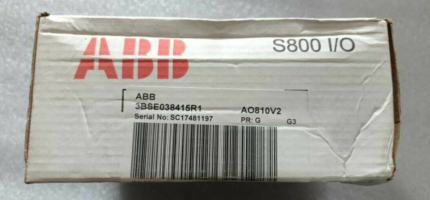 ABB
S800 I/O
ABB
3BSE038415R1 AO810V2
Serial No: SC17481197 PR: G G3